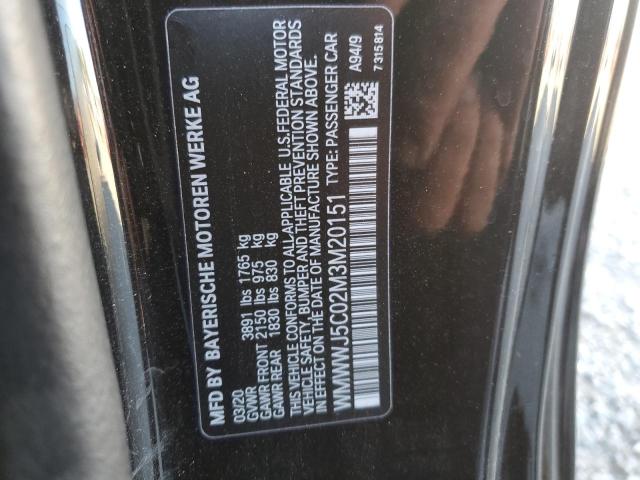 MFD BY BAYERISCHE MOTOREN WERKE AG
03/20
GVWR 3891 lbs 1765 kg
GAWR FRONT 2150 lbs 975 kg
GAWR REAR 1830 lbs 830 kg
THIS VEHICLE CONFORMS TO ALL APPLICABLE U.S.FEDERAL MOTOR
VEHICLE SAFETY, BUMPER AND THEFT PREVENTION STANDARDS
IN EFFECT ON THE DATE OF MANUFACTURE SHOWN ABOVE.
WMWWJ5C02M3M20151 TYPE: PASSENGER CAR
A94/9
7315814